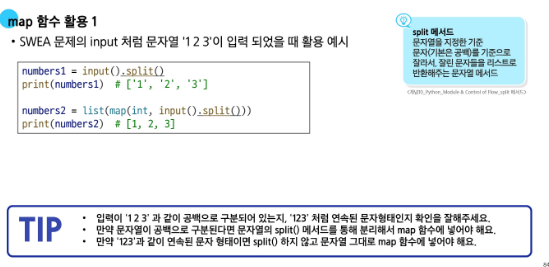 map 함수 활용 1
• SWEA 문제의 input 처럼 문자열 '1 2 3'이 입력 되었을 때 활용 예시
split 메서드
문자열을 지정한 기준
문자(기본은 공백)를 기준으로
잘라서, 잘린 문자들을 리스트로
반환해주는 문자열 메서드
Python_Module & Control of Flow_split 메서드>
numbers1 = input().split()
print(numbers1) # ['1', '2', '3']
numbers2 = list(map(int, input().split()))
print(numbers2) # [1, 2, 3]
TIP
• 입력이 '1 2 3' 과 같이 공백으로 구분되어 있는지, '123' 처럼 연속된 문자형태인지 확인을 잘해주세요.
• 만약 문자열이 공백으로 구분된다면 문자열의 split() 메서드를 통해 분리해서 map 함수에 넣어야 해요.
• 만약 '123'과 같이 연속된 문자 형태이면 split() 하지 않고 문자열 그대로 map 함수에 넣어야 해요.
84